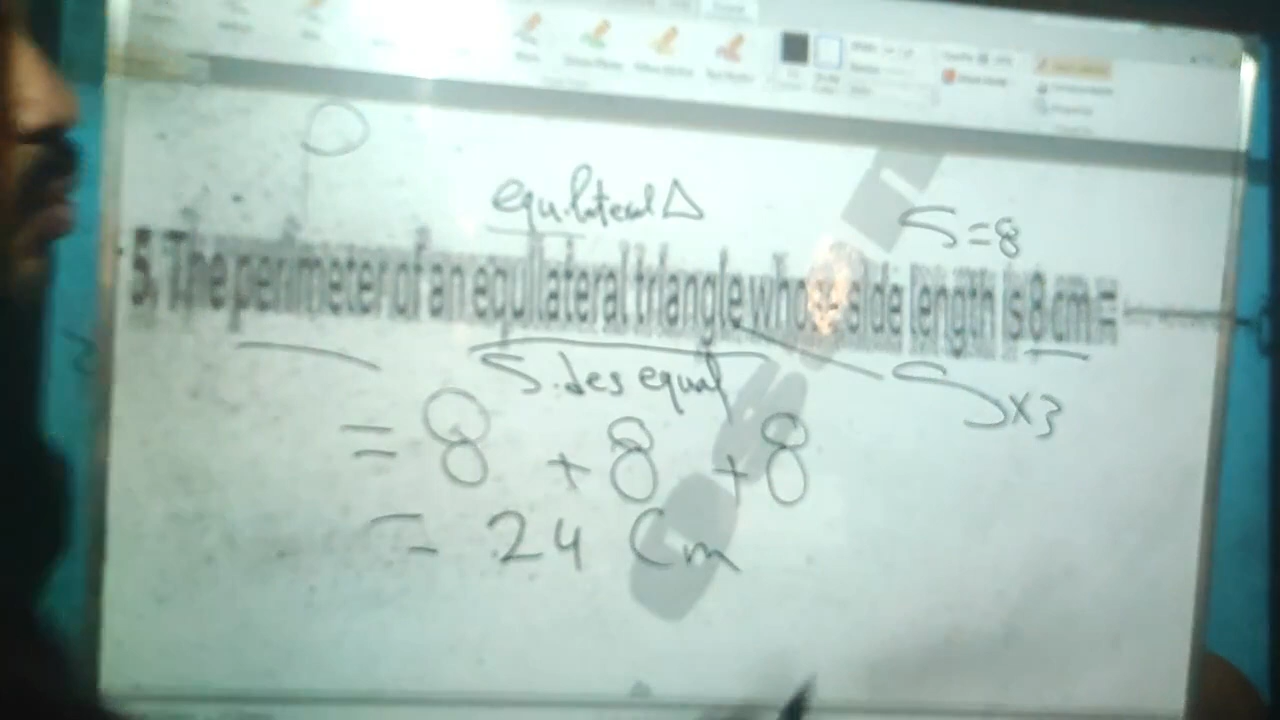 equilateral Δ
S=8
5. The perimeter of an equilateral triangle whose side length is 8 cm =
Sides equal
S×3
= 8 + 8 + 8
= 24 Cm